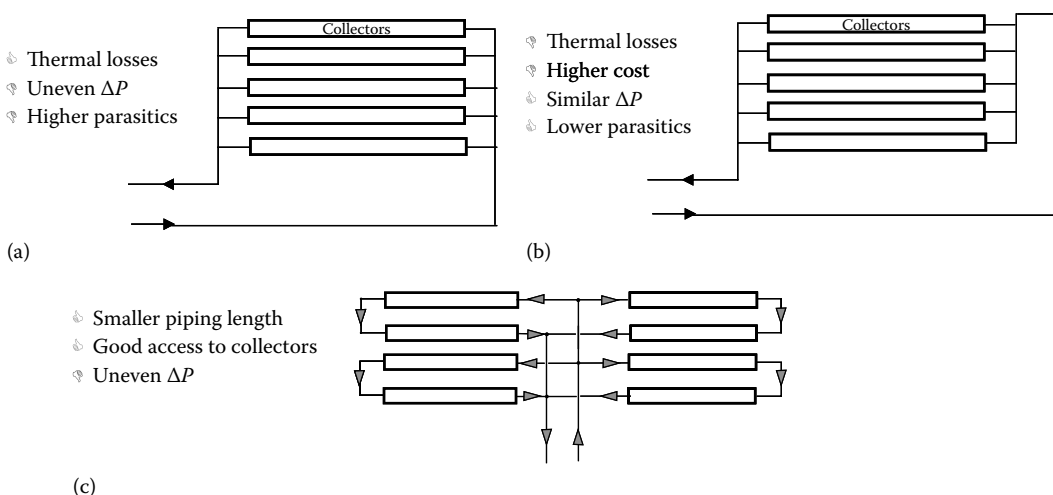 Collectors
Thermal losses
Uneven ΔP
Higher parasitics
(a)
Collectors
Thermal losses
Higher cost
Similar ΔP
Lower parasitics
(b)
Smaller piping length
Good access to collectors
Uneven ΔP
(c)